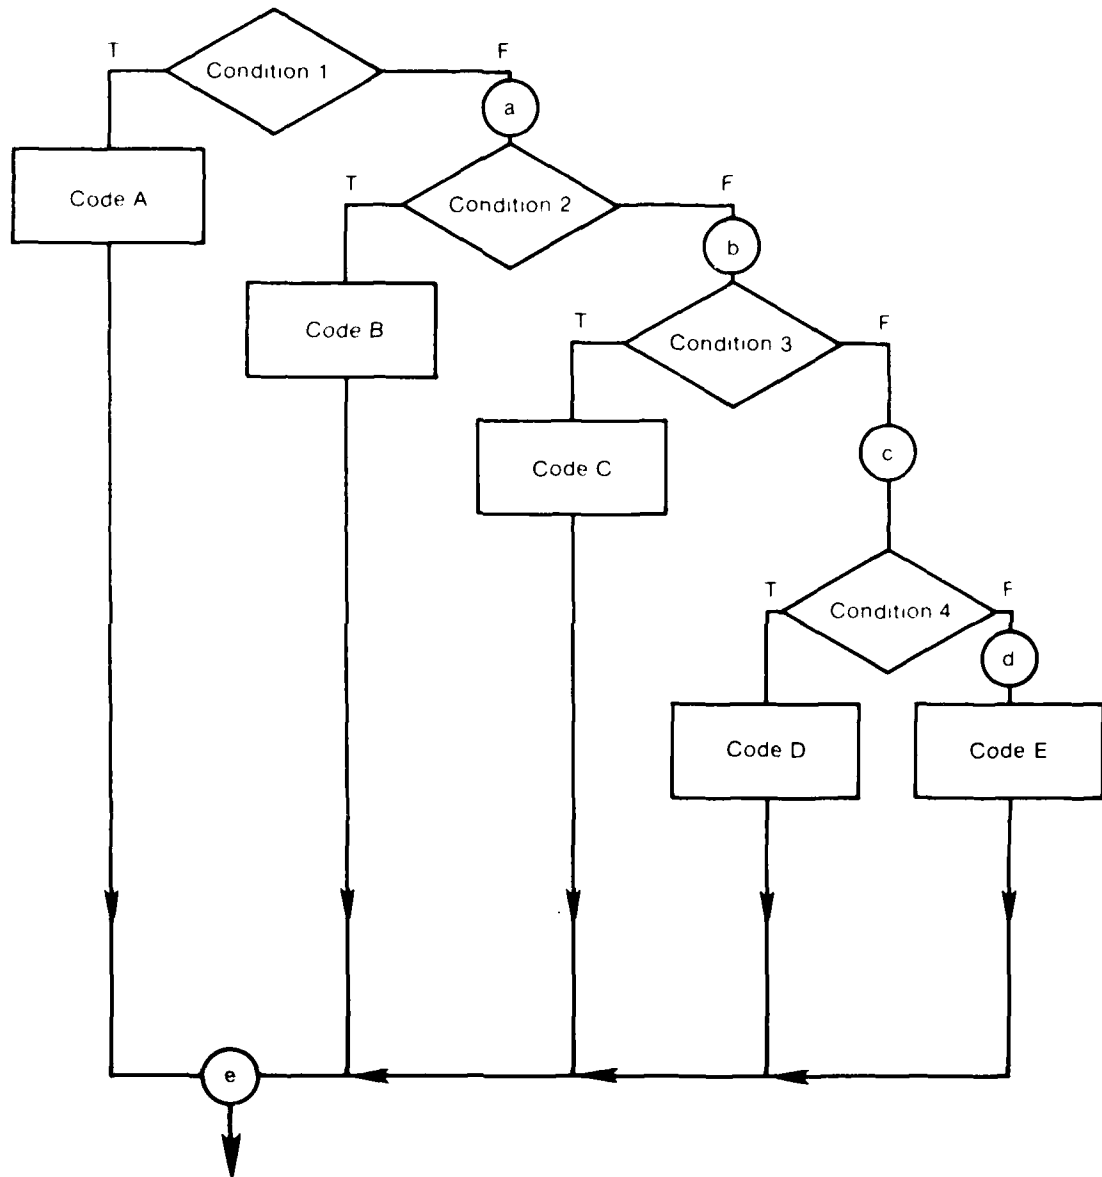 T
F
Condition 1
a
Code A
T
F
Condition 2
b
Code B
T
F
Condition 3
Code C
c
T
F
Condition 4
d
Code D
Code E
e